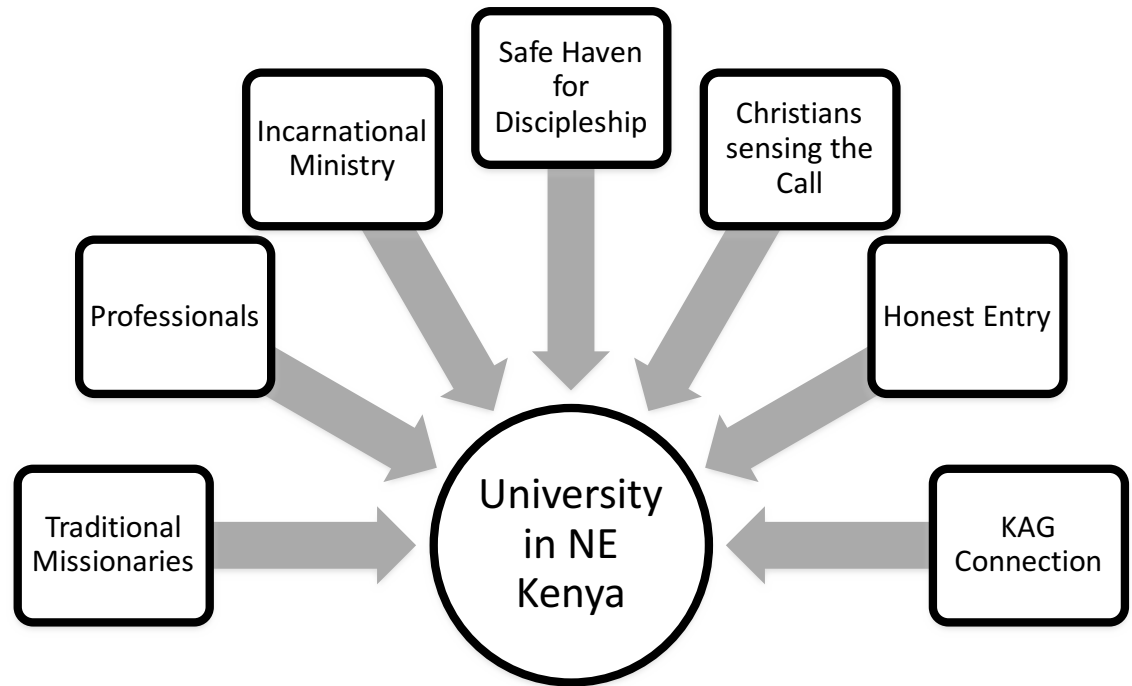 Traditional
Missionaries
Professionals
Incarnational
Ministry
Safe Haven
for
Discipleship
Christians
sensing the
Call
Honest Entry
KAG
Connection
University
in NE
Kenya